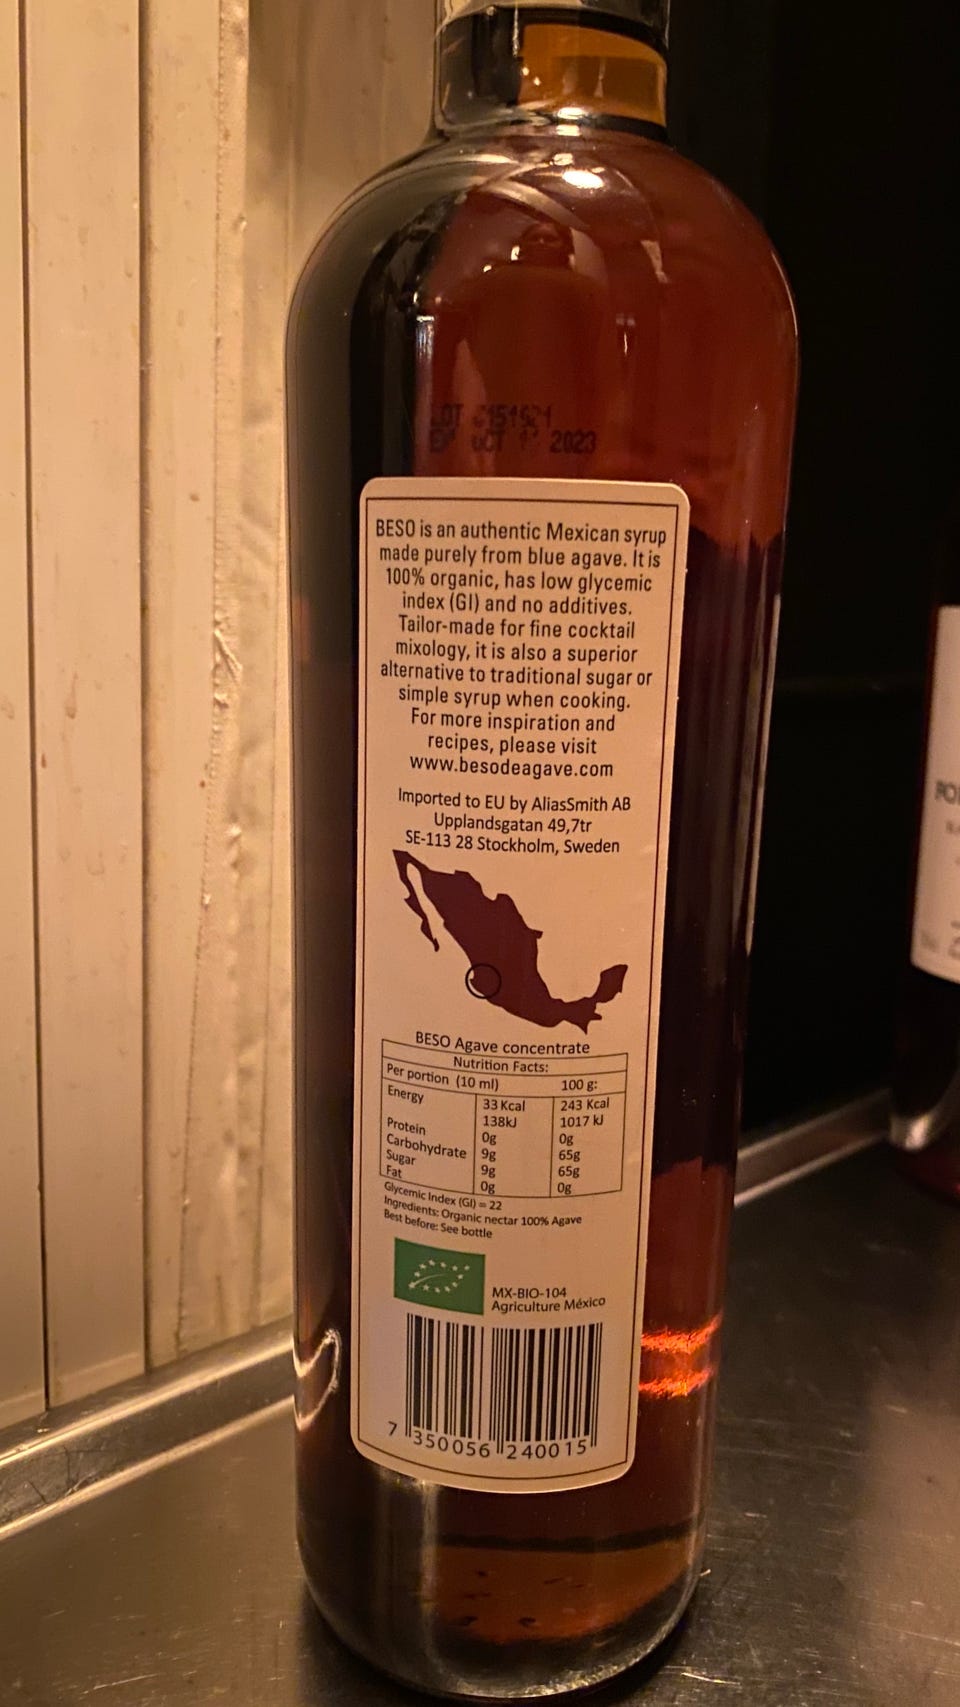 LOT
OCT 2023
BESO is an authentic Mexican syrup
made purely from blue agave. It is
100% organic, has low glycemic
index (GI) and no additives.
Tailor-made for fine cocktail
mixology, it is also a superior
alternative to traditional sugar or
simple syrup when cooking.
For more inspiration and
recipes, please visit
www.besodeagave.com
Imported to EU by AliasSmith AB
Upplandsgatan 49,7tr
SE-113 28 Stockholm, Sweden
BESO Agave concentrate
Nutrition Facts:
Per portion (10 ml) 100 g:
Energy 33 Kcal 243 Kcal
138kJ 1017 kJ
Protein 0g 0g
Carbohydrate 9g 65g
Sugar 9g 65g
Fat 0g 0g
Glycemic Index (GI) = 22
Ingredients: Organic nectar 100% Agave
Best before: See bottle
MX-BIO-104
Agriculture México
7 350056 240015